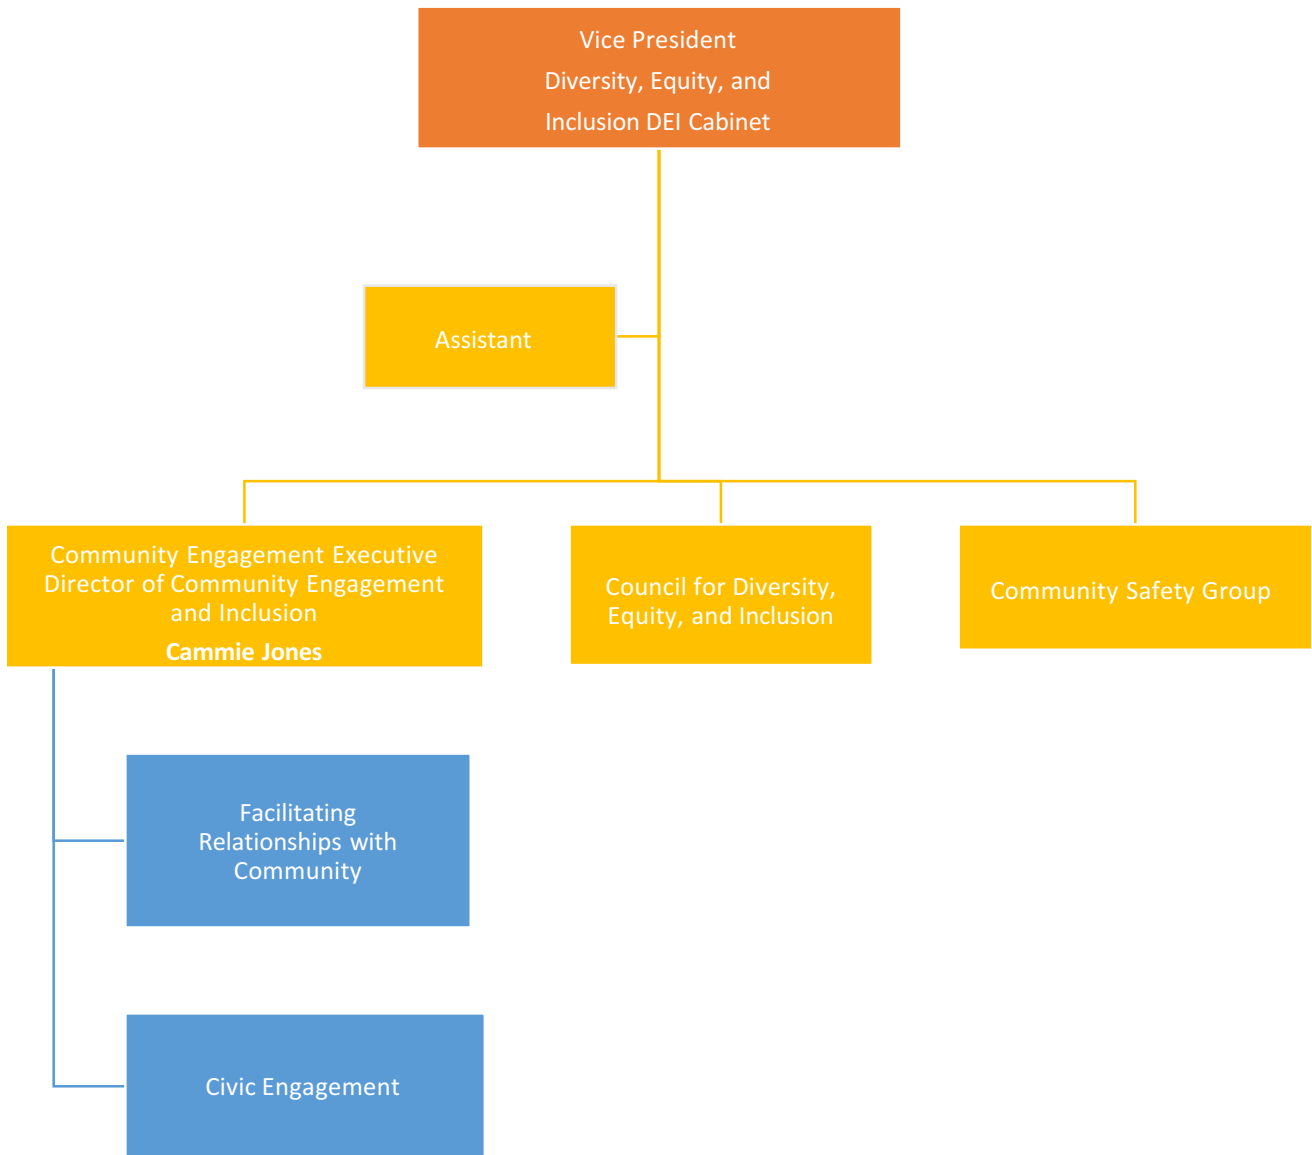 Vice President
Diversity, Equity, and
Inclusion DEI Cabinet
Assistant
Community Engagement Executive
Director of Community Engagement
and Inclusion
Cammie Jones
Council for Diversity,
Equity, and Inclusion
Community Safety Group
Facilitating
Relationships with
Community
Civic Engagement